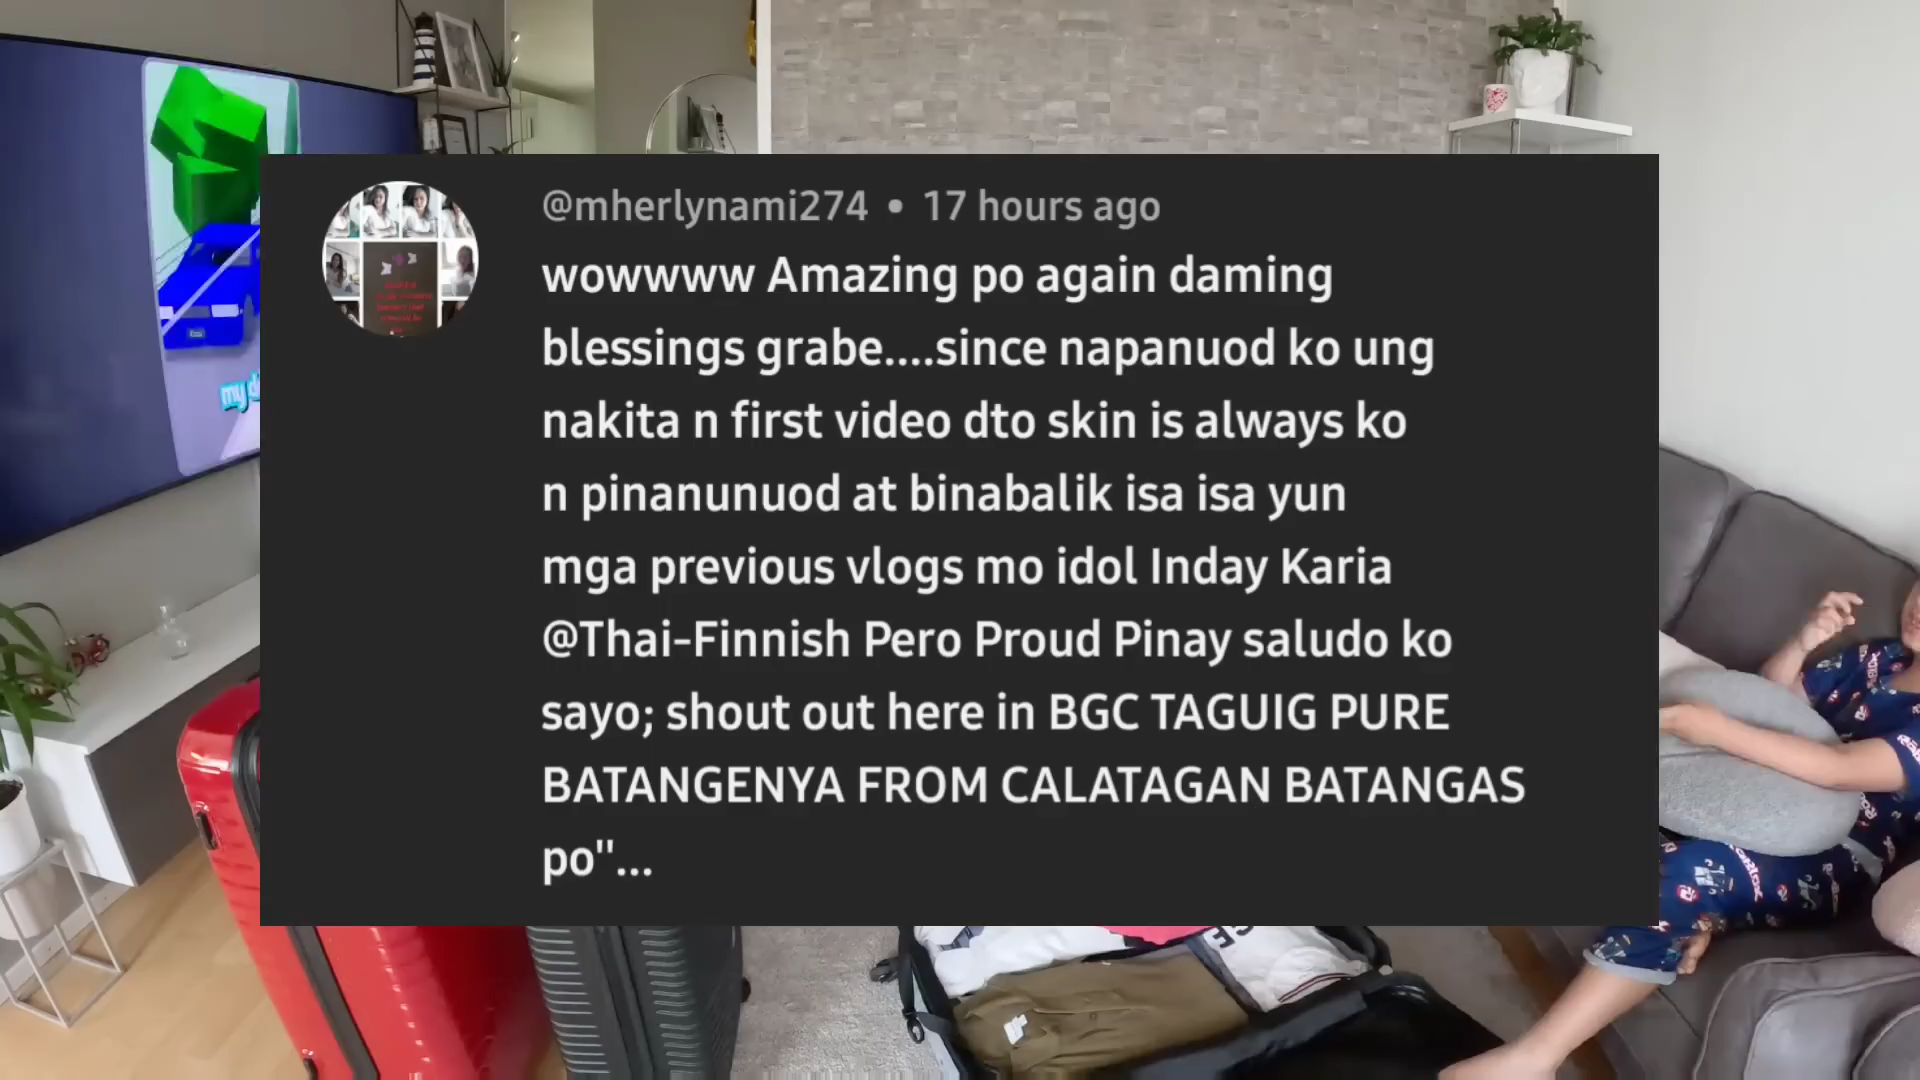 @mherlynami274 • 17 hours ago
wowwww Amazing po again daming
blessings grabe....since napanuod ko ung
nakita n first video dto skin is always ko
n pinanunuod at binabalik isa isa yun
mga previous vlogs mo idol Inday Karia
@Thai-Finnish Pero Proud Pinay saludo ko
sayo; shout out here in BGC TAGUIG PURE
BATANGENYA FROM CALATAGAN BATANGAS
po"...
my